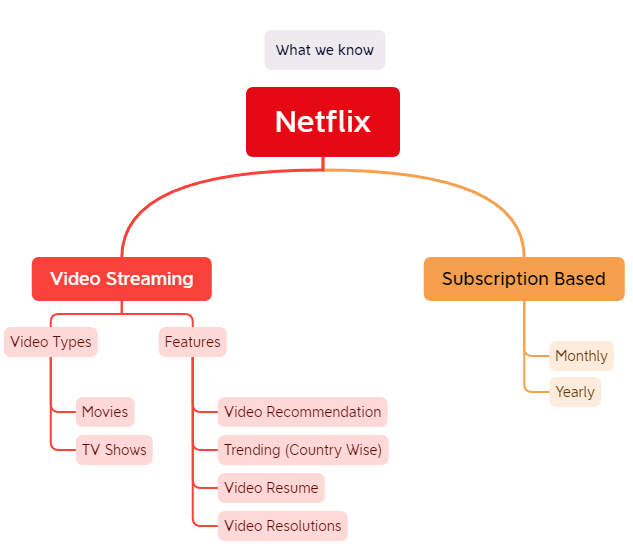 What we know
Netflix
Video Streaming
Subscription Based
Video Types
Features
Movies
TV Shows
Video Recommendation
Trending (Country Wise)
Video Resume
Video Resolutions
Monthly
Yearly